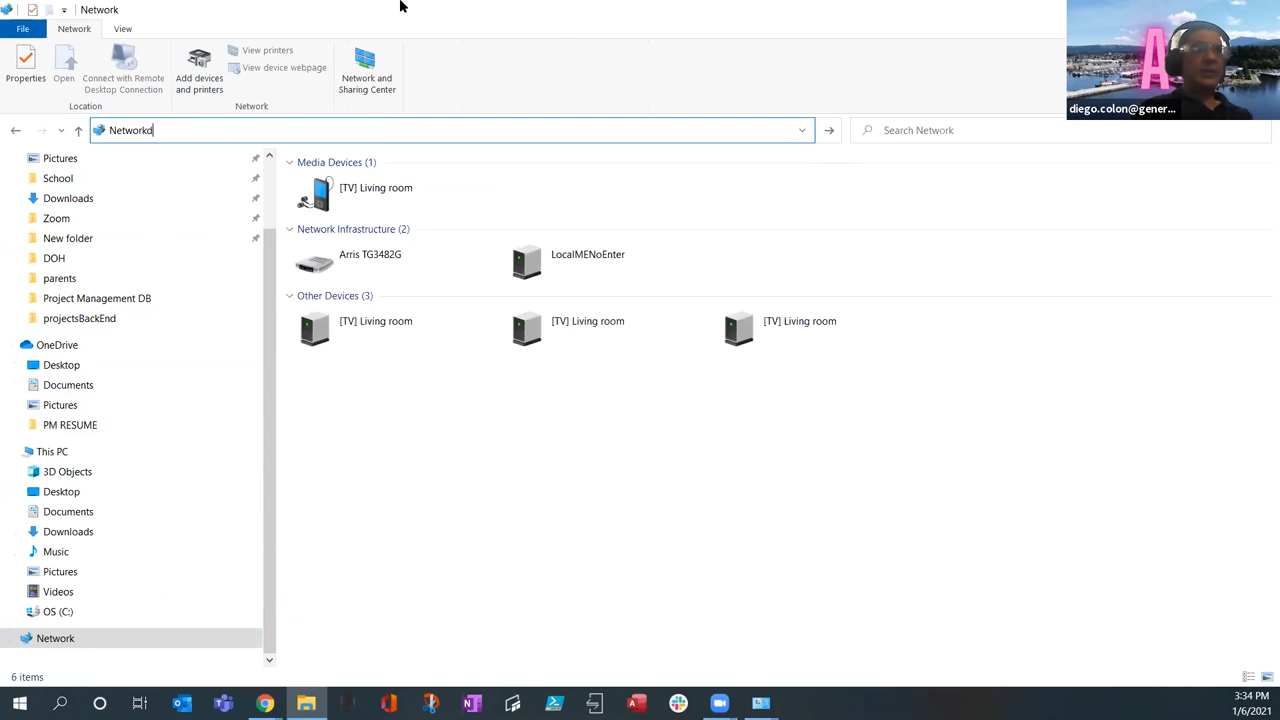 Network
File Network View
Properties Open Connect with Remote Desktop Connection
Location
Add devices and printers
View printers
View device webpage
Network
Network and Sharing Center
A
diego.colon@gener...
Networkd
Search Network
Pictures
School
Downloads
Zoom
New folder
DOH
parents
Project Management DB
projectsBackEnd
OneDrive
Desktop
Documents
Pictures
PM RESUME
This PC
3D Objects
Desktop
Documents
Downloads
Music
Pictures
Videos
OS (C:)
Network
Media Devices (1)
[TV] Living room
Network Infrastructure (2)
Arris TG3482G LocalMENoEnter
Other Devices (3)
[TV] Living room [TV] Living room [TV] Living room
6 items
3:34 PM
1/6/2021